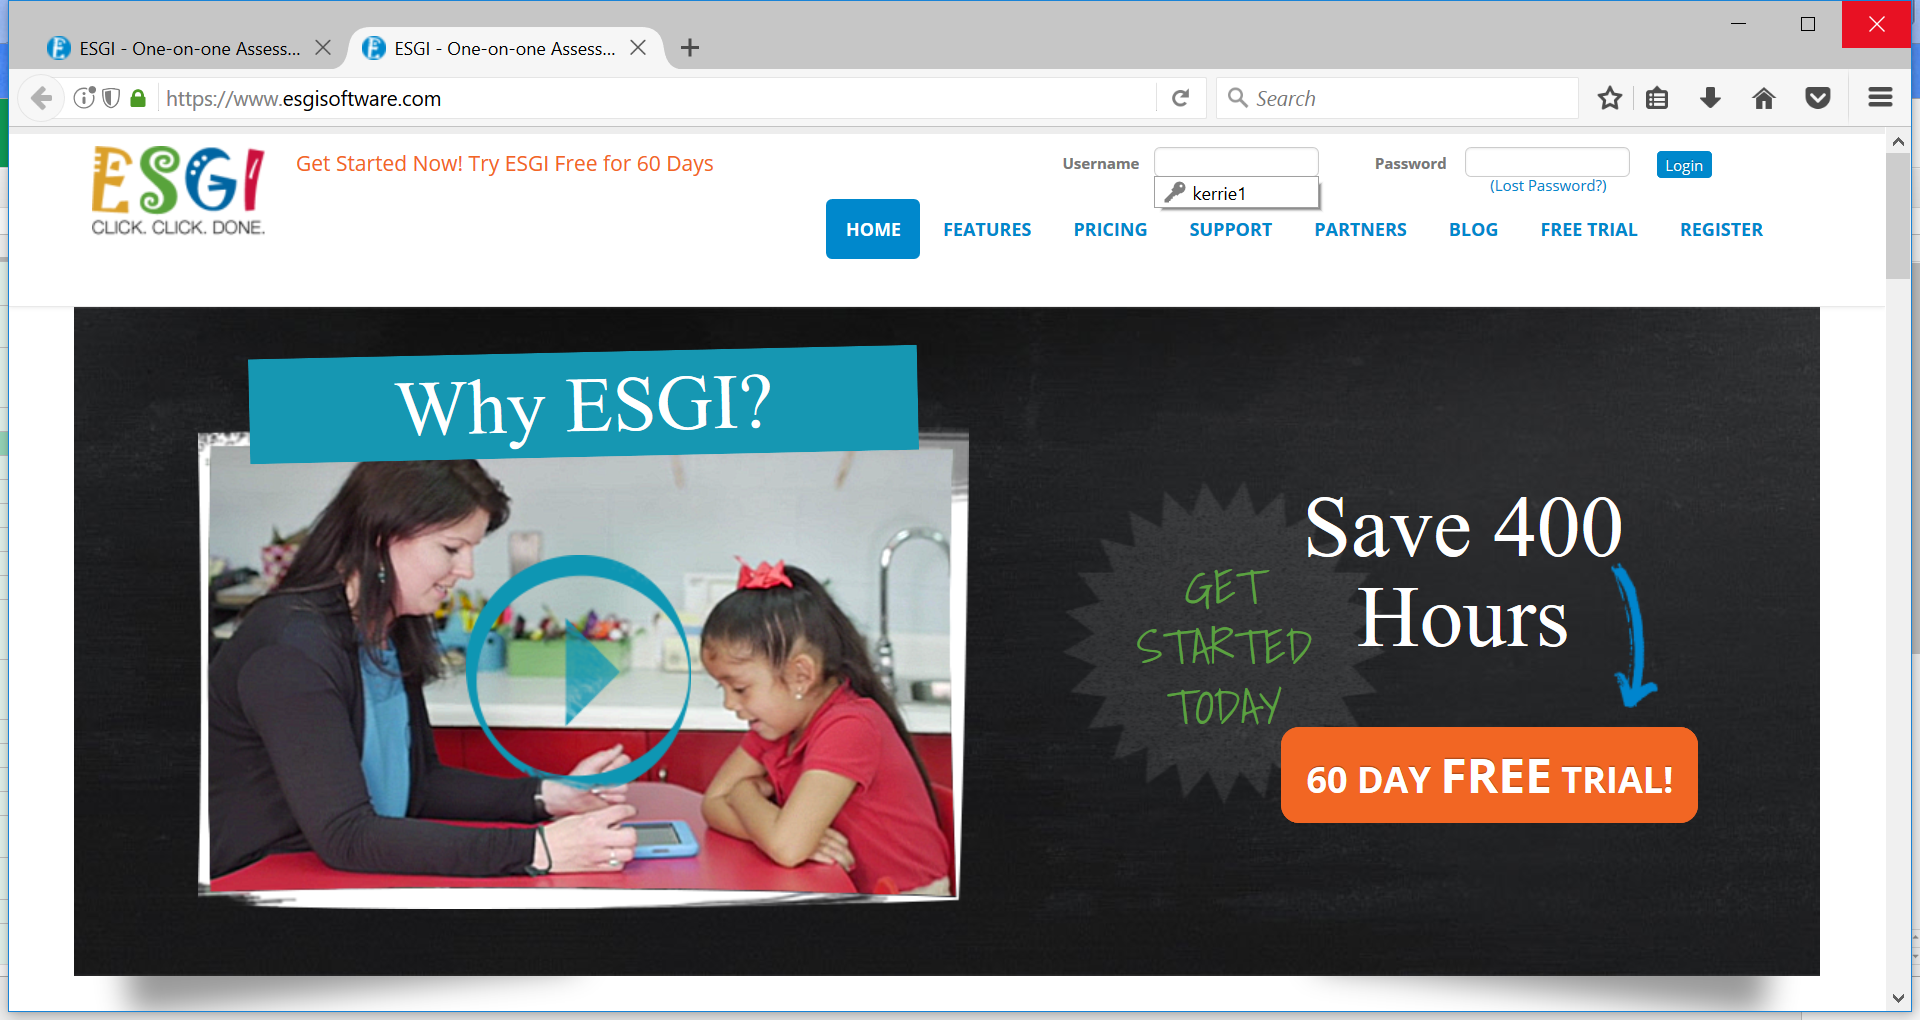 ESGI - One-on-one Assess...
ESGI - One-on-one Assess...
https://www.esgisoftware.com
Search
ESGI
CLICK. CLICK. DONE.
Get Started Now! Try ESGI Free for 60 Days
Username
Password
Login
(Lost Password?)
kerrie1
HOME
FEATURES
PRICING
SUPPORT
PARTNERS
BLOG
FREE TRIAL
REGISTER
Why ESGI?
GET
STARTED
TODAY
Save 400
Hours
60 DAY FREE TRIAL!